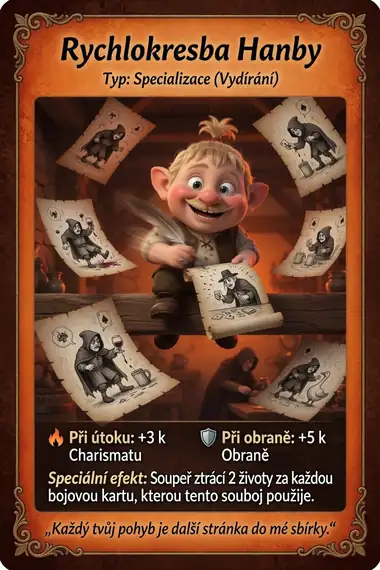 Rychlokresba Hanby
Typ: Specializace (Vydírání)
Při útoku: +3 k
Charismatu
Při obraně: +5 k
Obraně
Speciální efekt: Soupeř ztrácí 2 životy za každou
bojovou kartu, kterou tento souboj použije.
„Každý tvůj pohyb je další stránka do mé sbírky.“